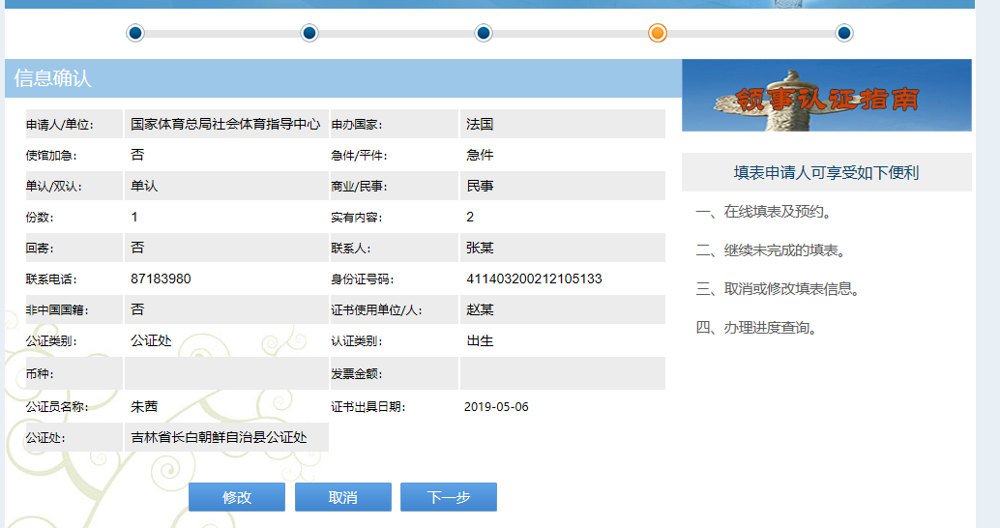 信息确认
领事认证指南
申请人/单位: 国家体育总局社会体育指导中心 申办国家: 法国
使馆加急: 否 急件/平件: 急件
单认/双认: 单认 商业/民事: 民事
份数: 1 实有内容: 2
回寄: 否 联系人: 张某
联系电话: 87183980 身份证号码: 411403200212105133
非中国国籍: 否 证书使用单位/人: 赵某
公证类别: 公证处 认证类别: 出生
币种: 发票金额:
公证员名称: 朱茜 证书出具日期: 2019-05-06
公证处: 吉林省长白朝鲜自治县公证处
修改 取消 下一步
填表申请人可享受如下便利
一、在线填表及预约。
二、继续未完成的填表。
三、取消或修改填表信息。
四、办理进度查询。